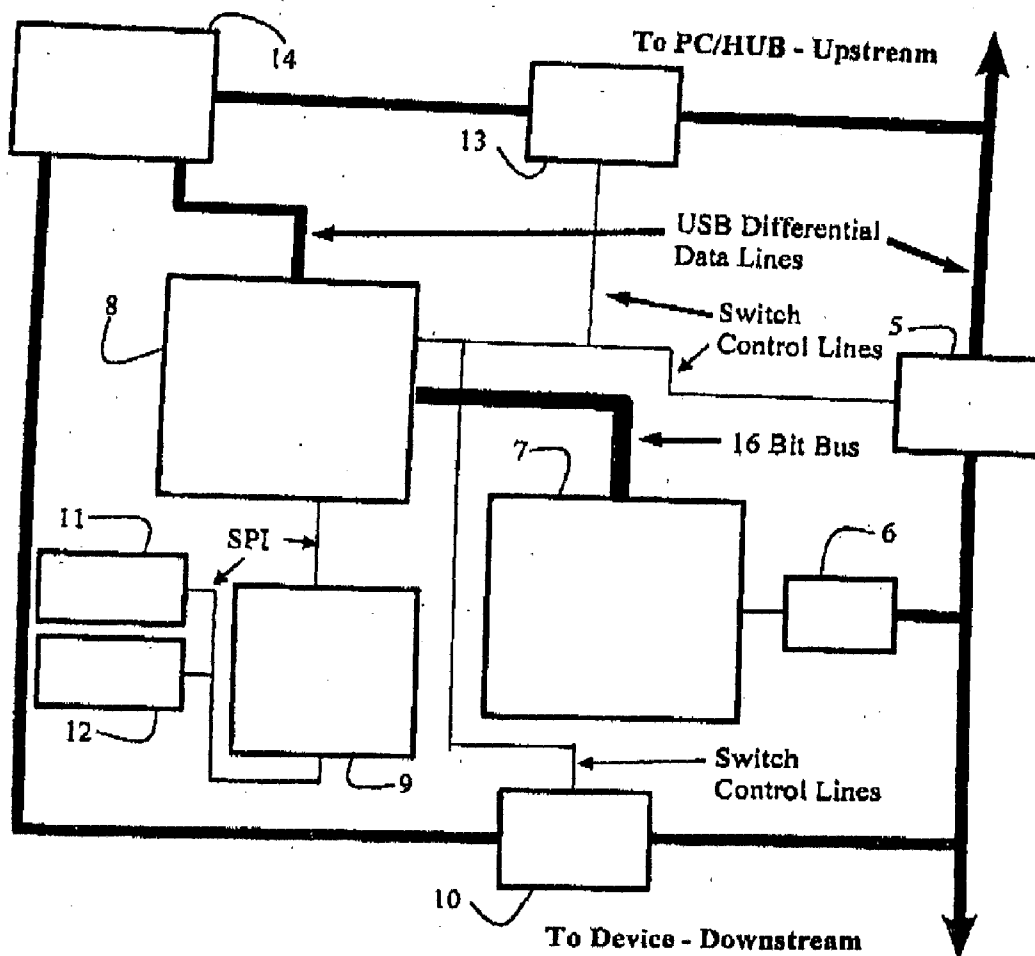 14
To PC/HUB - Upstream
13
USB Differential
Data Lines
8
Switch
Control Lines
5
7
16 Bit Bus
11
SPI
6
12
9
Switch
Control Lines
10
To Device - Downstream